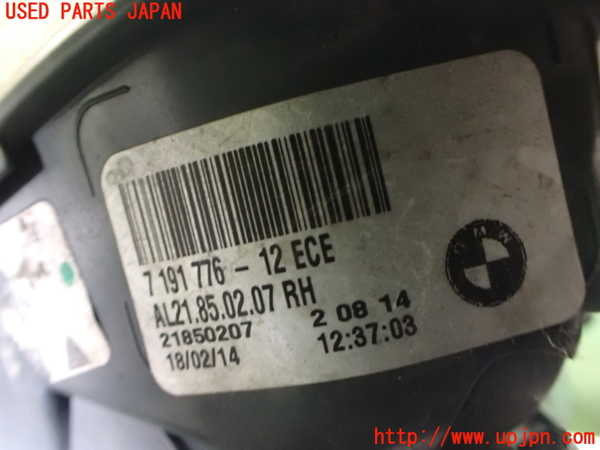 USED PARTS JAPAN
7 191 776 - 12 ECE
AL21.85.02.07 RH
21850207 2 08 14
18/02/14 12:37:03
BMW
http://www.upjpn.com/